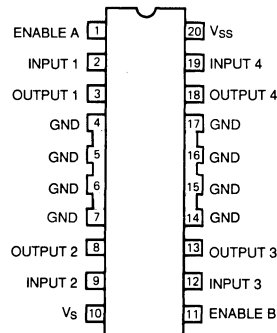 ENABLE A 1 20 VSS
INPUT 1 2 19 INPUT 4
OUTPUT 1 3 18 OUTPUT 4
GND 4 17 GND
GND 5 16 GND
GND 6 15 GND
GND 7 14 GND
OUTPUT 2 8 13 OUTPUT 3
INPUT 2 9 12 INPUT 3
VS 10 11 ENABLE B